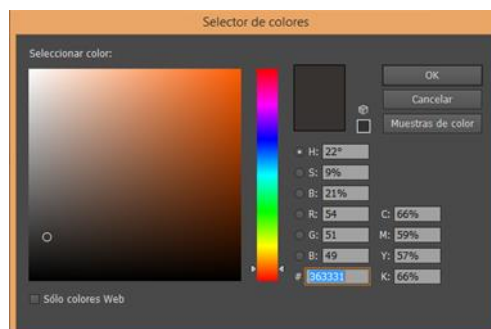 Selector de colores
Seleccionar color:
OK
Cancelar
Muestras de color
H: 22°
S: 9%
B: 21%
R: 54
C: 66%
G: 51
M: 59%
B: 49
Y: 57%
# 363331
K: 66%
Sólo colores Web